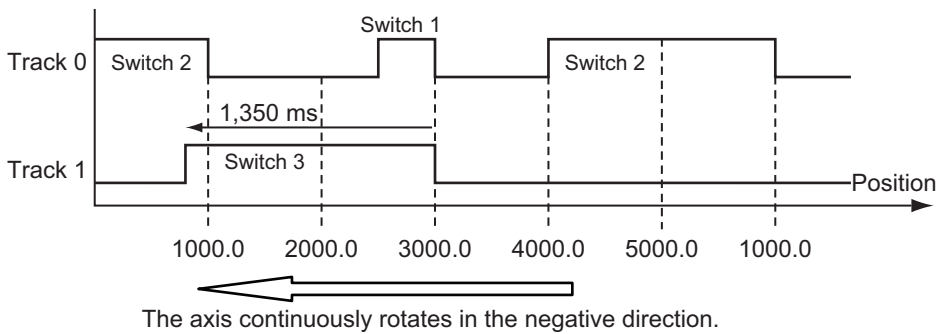 Switch 1
Track 0
Switch 2
Switch 2
1,350 ms
Switch 3
Track 1
Position
1000.0 2000.0 3000.0 4000.0 5000.0 1000.0
The axis continuously rotates in the negative direction.